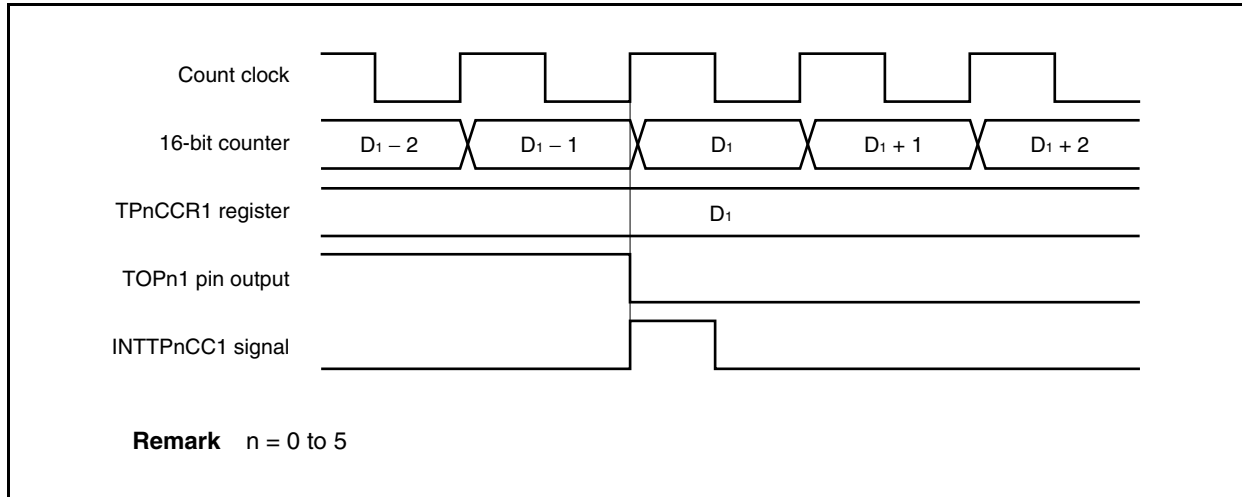 Count clock
16-bit counter
D₁ − 2
D₁ − 1
D₁
D₁ + 1
D₁ + 2
TPnCCR1 register
D₁
TOPn1 pin output
INTTPnCC1 signal
Remark n = 0 to 5